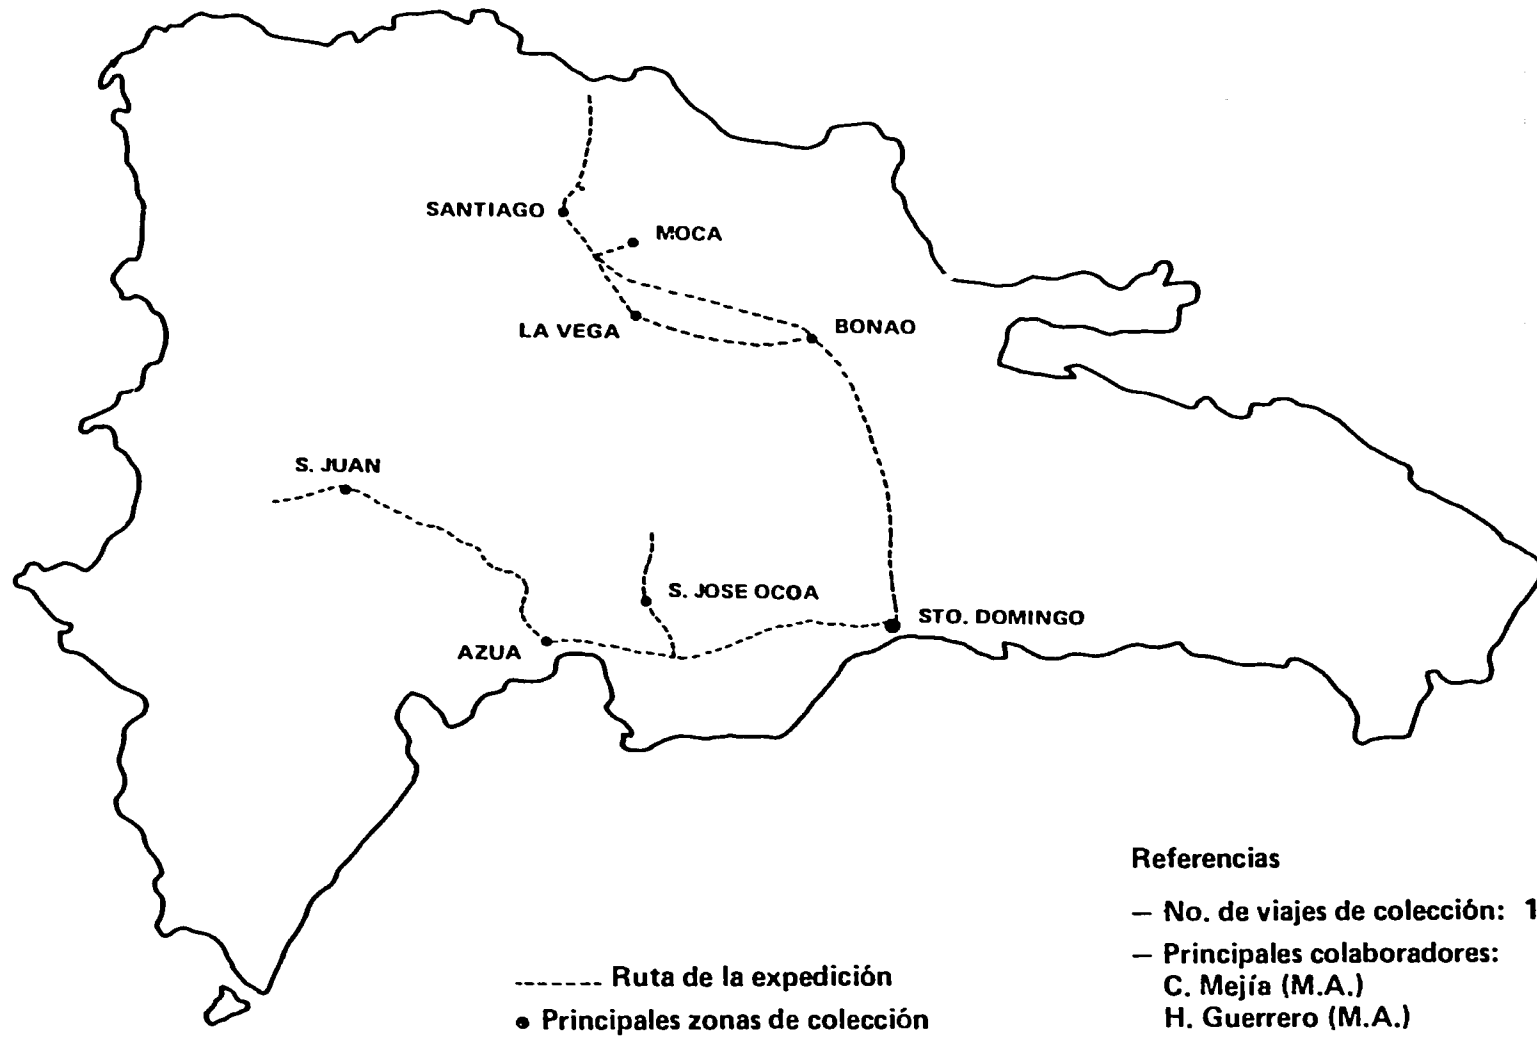 SANTIAGO
MOCA
LA VEGA
BONAO
S. JUAN
S. JOSE OCOA
STO. DOMINGO
AZUA
Referencias
— No. de viajes de colección: 1
— Principales colaboradores:
C. Mejía (M.A.)
H. Guerrero (M.A.)
------- Ruta de la expedición
● Principales zonas de colección